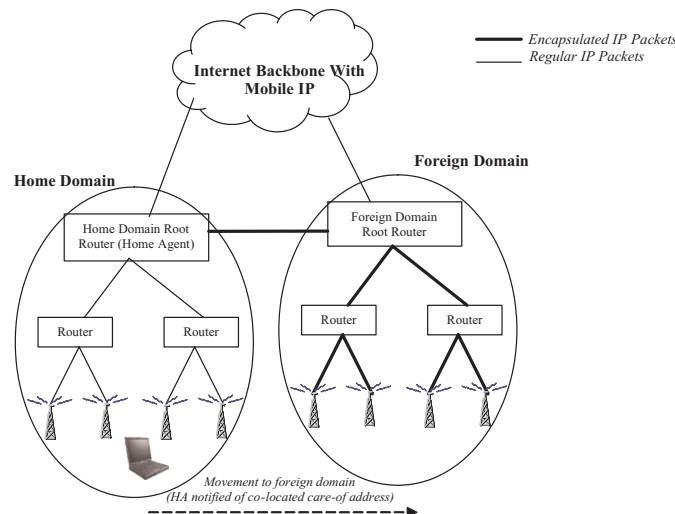 Encapsulated IP Packets
Regular IP Packets
Internet Backbone With
Mobile IP
Home Domain
Foreign Domain
Home Domain Root
Router (Home Agent)
Foreign Domain
Root Router
Router
Router
Router
Router
Movement to foreign domain
(HA notified of co-located care-of address)